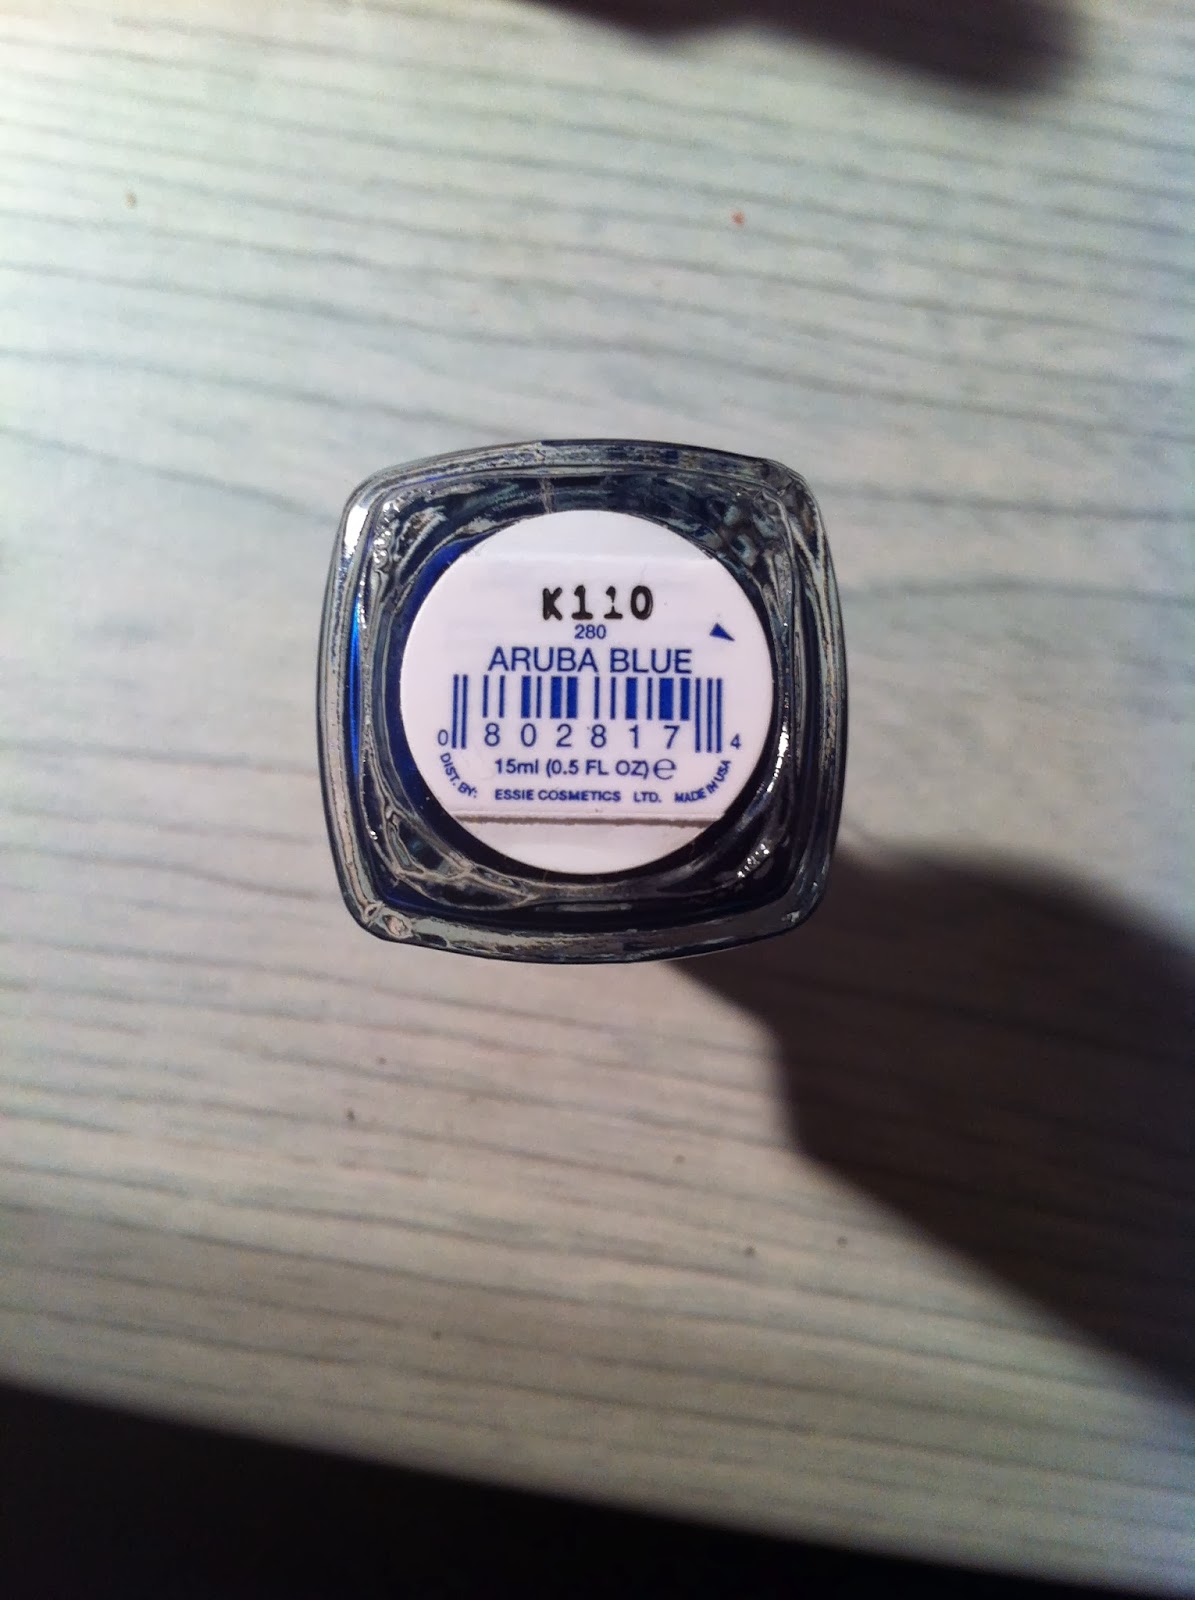 K110
280
ARUBA BLUE
0 802817 4
15ml (0.5 FL OZ) ℮
DIST. BY: ESSIE COSMETICS LTD. MADE IN USA